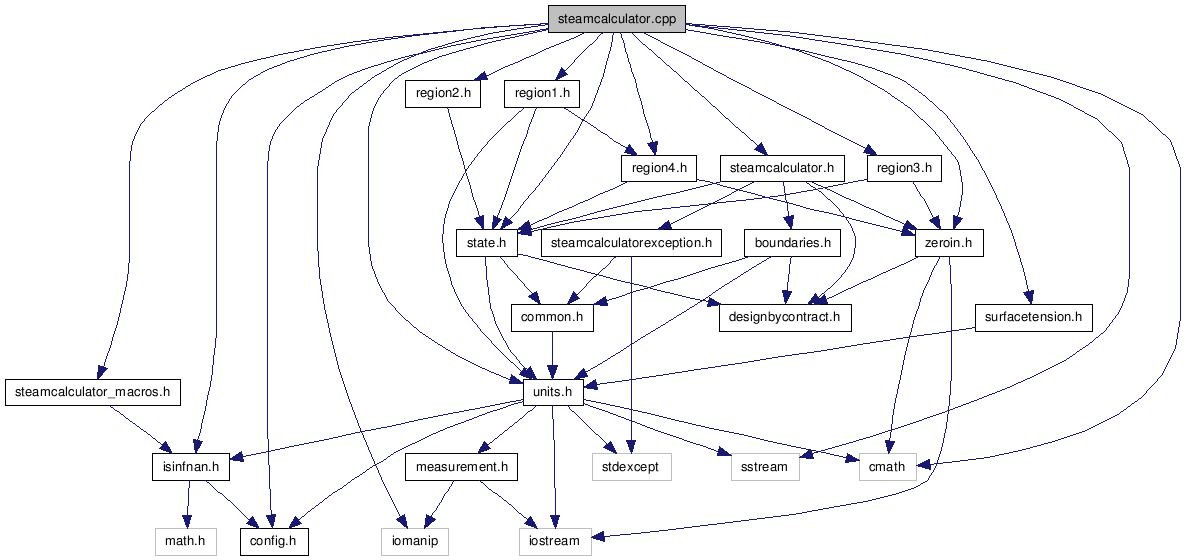 steamcalculator.cpp
region2.h
region1.h
region4.h
steamcalculator.h
region3.h
state.h
steamcalculatorexception.h
boundaries.h
zeroin.h
common.h
designbycontract.h
surfacetension.h
steamcalculator_macros.h
units.h
isinfnan.h
measurement.h
stdexcept
sstream
cmath
math.h
config.h
iomanip
iostream